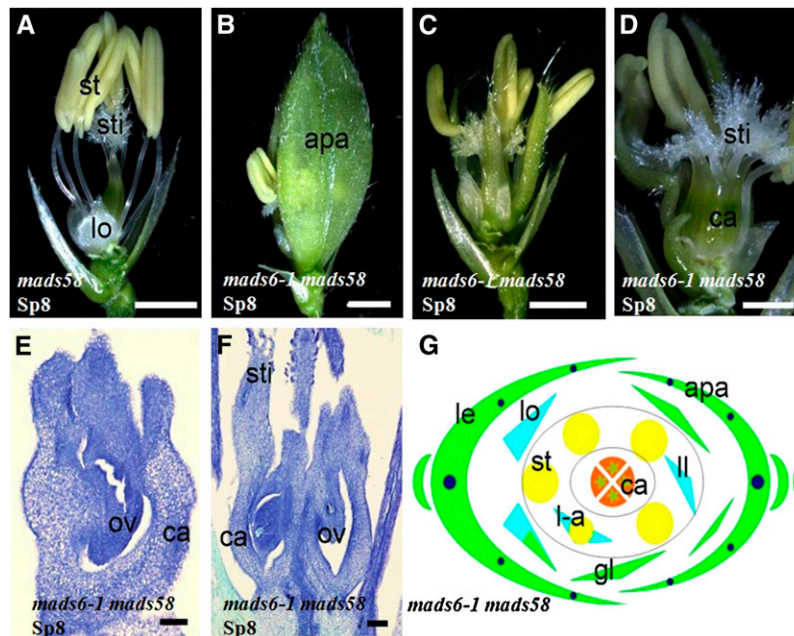 A
st
sti
lo
mads58
Sp8
B
apa
mads6-1 mads58
Sp8
C
mads6-1 mads58
Sp8
D
sti
ca
mads6-1 mads58
Sp8
E
ov
ca
mads6-1 mads58
Sp8
F
sti
ca
ov
mads6-1 mads58
Sp8
G
le
lo
apa
st
ca
ll
l-a
gl
mads6-1 mads58